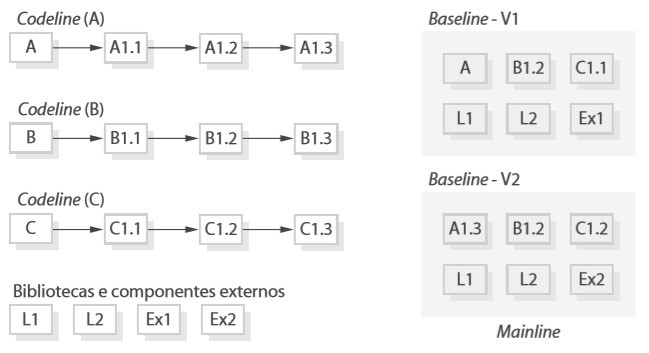 Codeline (A)
A A1.1 A1.2 A1.3
Codeline (B)
B B1.1 B1.2 B1.3
Codeline (C)
C C1.1 C1.2 C1.3
Bibliotecas e componentes externos
L1 L2 Ex1 Ex2
Baseline - V1
A B1.2 C1.1
L1 L2 Ex1
Baseline - V2
A1.3 B1.2 C1.2
L1 L2 Ex2
Mainline